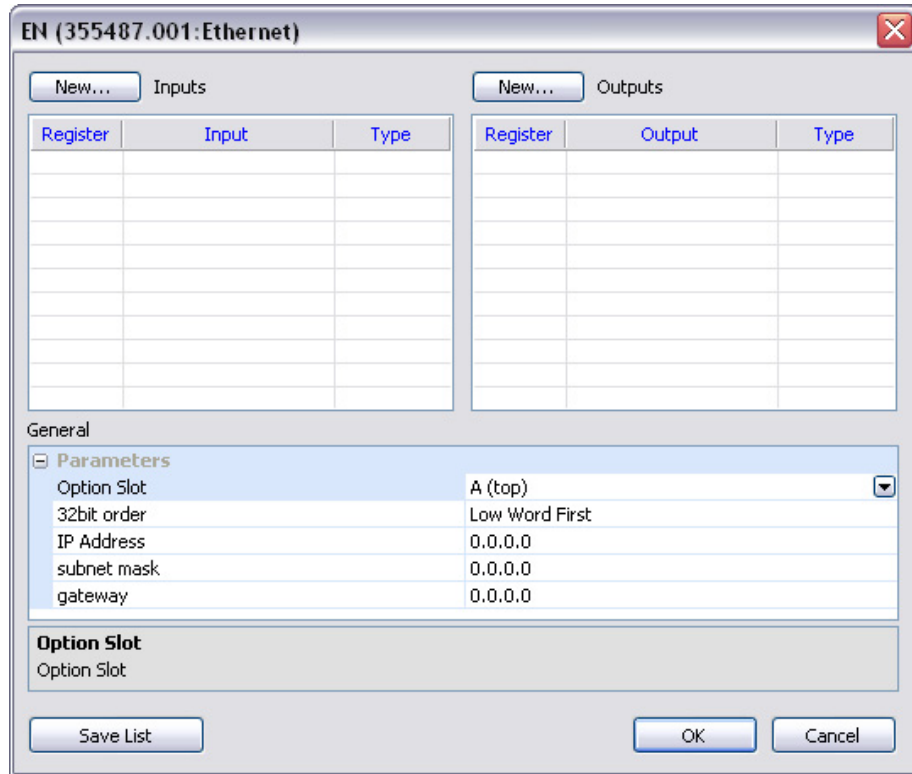 EN (355487.001:Ethernet)
New... Inputs
New... Outputs
Register Input Type
Register Output Type
General
Parameters
Option Slot A (top)
32bit order Low Word First
IP Address 0.0.0.0
subnet mask 0.0.0.0
gateway 0.0.0.0
Option Slot
Option Slot
Save List OK Cancel